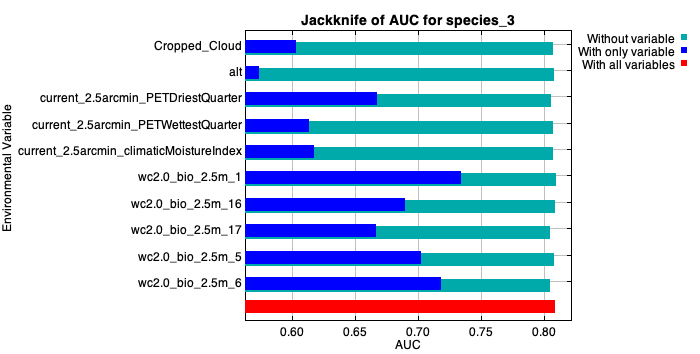 Jackknife of AUC for species_3
Without variable
With only variable
With all variables
Environmental Variable
Cropped_Cloud
alt
current_2.5arcmin_PETDriestQuarter
current_2.5arcmin_PETWettestQuarter
current_2.5arcmin_climaticMoistureIndex
wc2.0_bio_2.5m_1
wc2.0_bio_2.5m_16
wc2.0_bio_2.5m_17
wc2.0_bio_2.5m_5
wc2.0_bio_2.5m_6
0.60 0.65 0.70 0.75 0.80
AUC